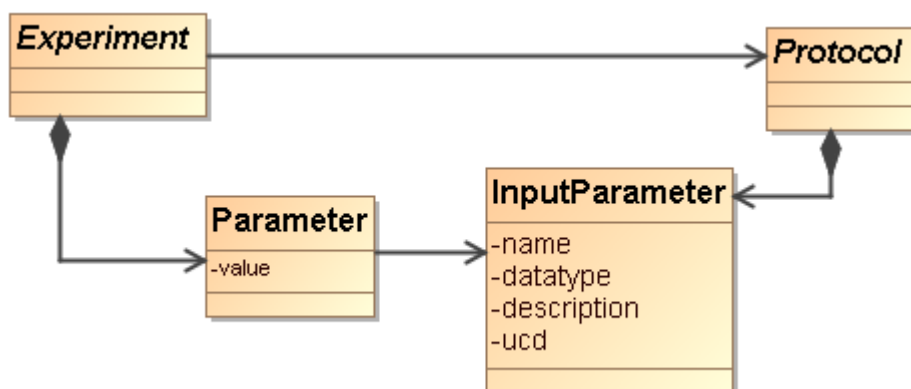 Experiment
Protocol
Parameter
-value
InputParameter
-name
-datatype
-description
-ucd